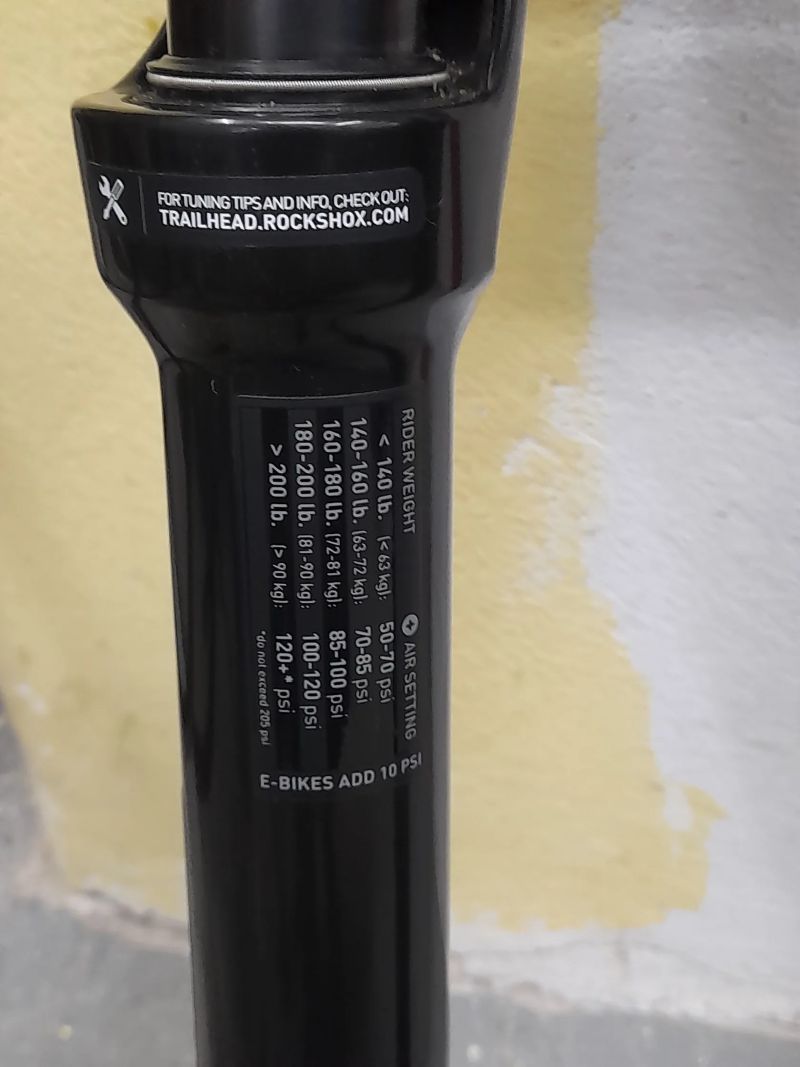 FOR TUNING TIPS AND INFO, CHECK OUT:
TRAILHEAD.ROCKSHOX.COM
RIDER WEIGHT AIR SETTING
< 140 lb. (< 63 kg): 50-70 psi
140-160 lb. (63-72 kg): 70-85 psi
160-180 lb. (72-81 kg): 85-100 psi
180-200 lb. (81-90 kg): 100-120 psi
> 200 lb. (> 90 kg): 120+* psi
*do not exceed 205 psi
E-BIKES ADD 10 PSI